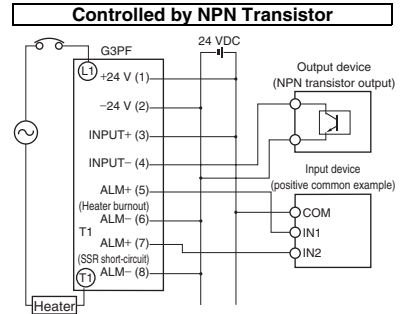 Controlled by NPN Transistor
24 VDC
G3PF
L1
+24 V (1)
−24 V (2)
INPUT+ (3)
INPUT− (4)
ALM+ (5)
(Heater burnout)
ALM− (6)
T1
ALM+ (7)
(SSR short-circuit)
T1
ALM− (8)
Heater
Output device
(NPN transistor output)
Input device
(positive common example)
COM
IN1
IN2